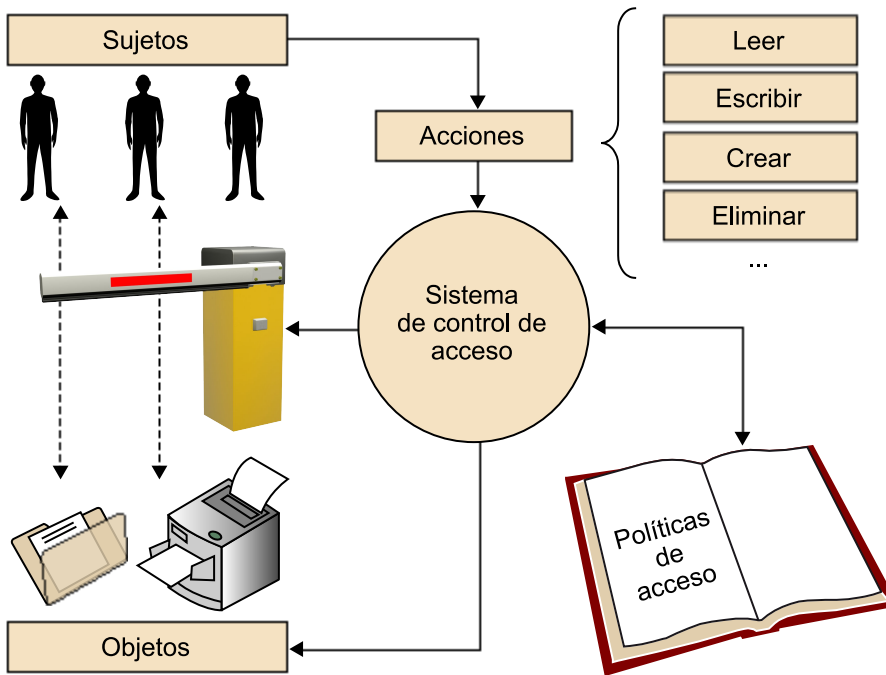 Sujetos
Acciones
Leer
Escribir
Crear
Eliminar
...
Sistema
de control de
acceso
Políticas
de
acceso
Objetos